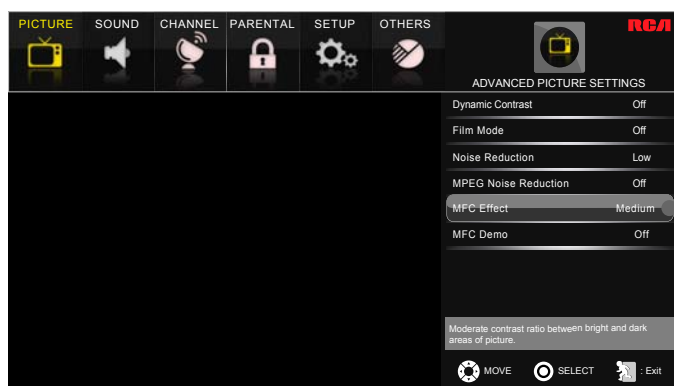 PICTURE SOUND CHANNEL PARENTAL SETUP OTHERS
RCA
ADVANCED PICTURE SETTINGS
Dynamic Contrast Off
Film Mode Off
Noise Reduction Low
MPEG Noise Reduction Off
MFC Effect Medium
MFC Demo Off
Moderate contrast ratio between bright and dark
areas of picture.
MOVE SELECT : Exit